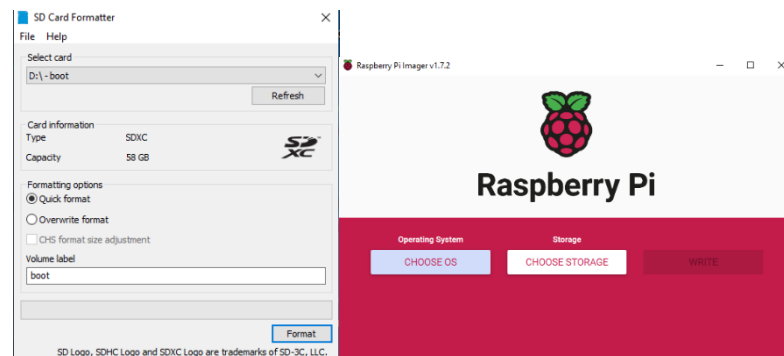 SD Card Formatter
File Help
Select card
D:\ - boot
Refresh
Card information
Type SDXC
Capacity 58 GB
SD
XC
Formatting options
Quick format
Overwrite format
CHS format size adjustment
Volume label
boot
Format
SD Logo, SDHC Logo and SDXC Logo are trademarks of SD-3C, LLC.
Raspberry Pi Imager v1.7.2
Raspberry Pi
Operating System Storage
CHOOSE OS CHOOSE STORAGE WRITE